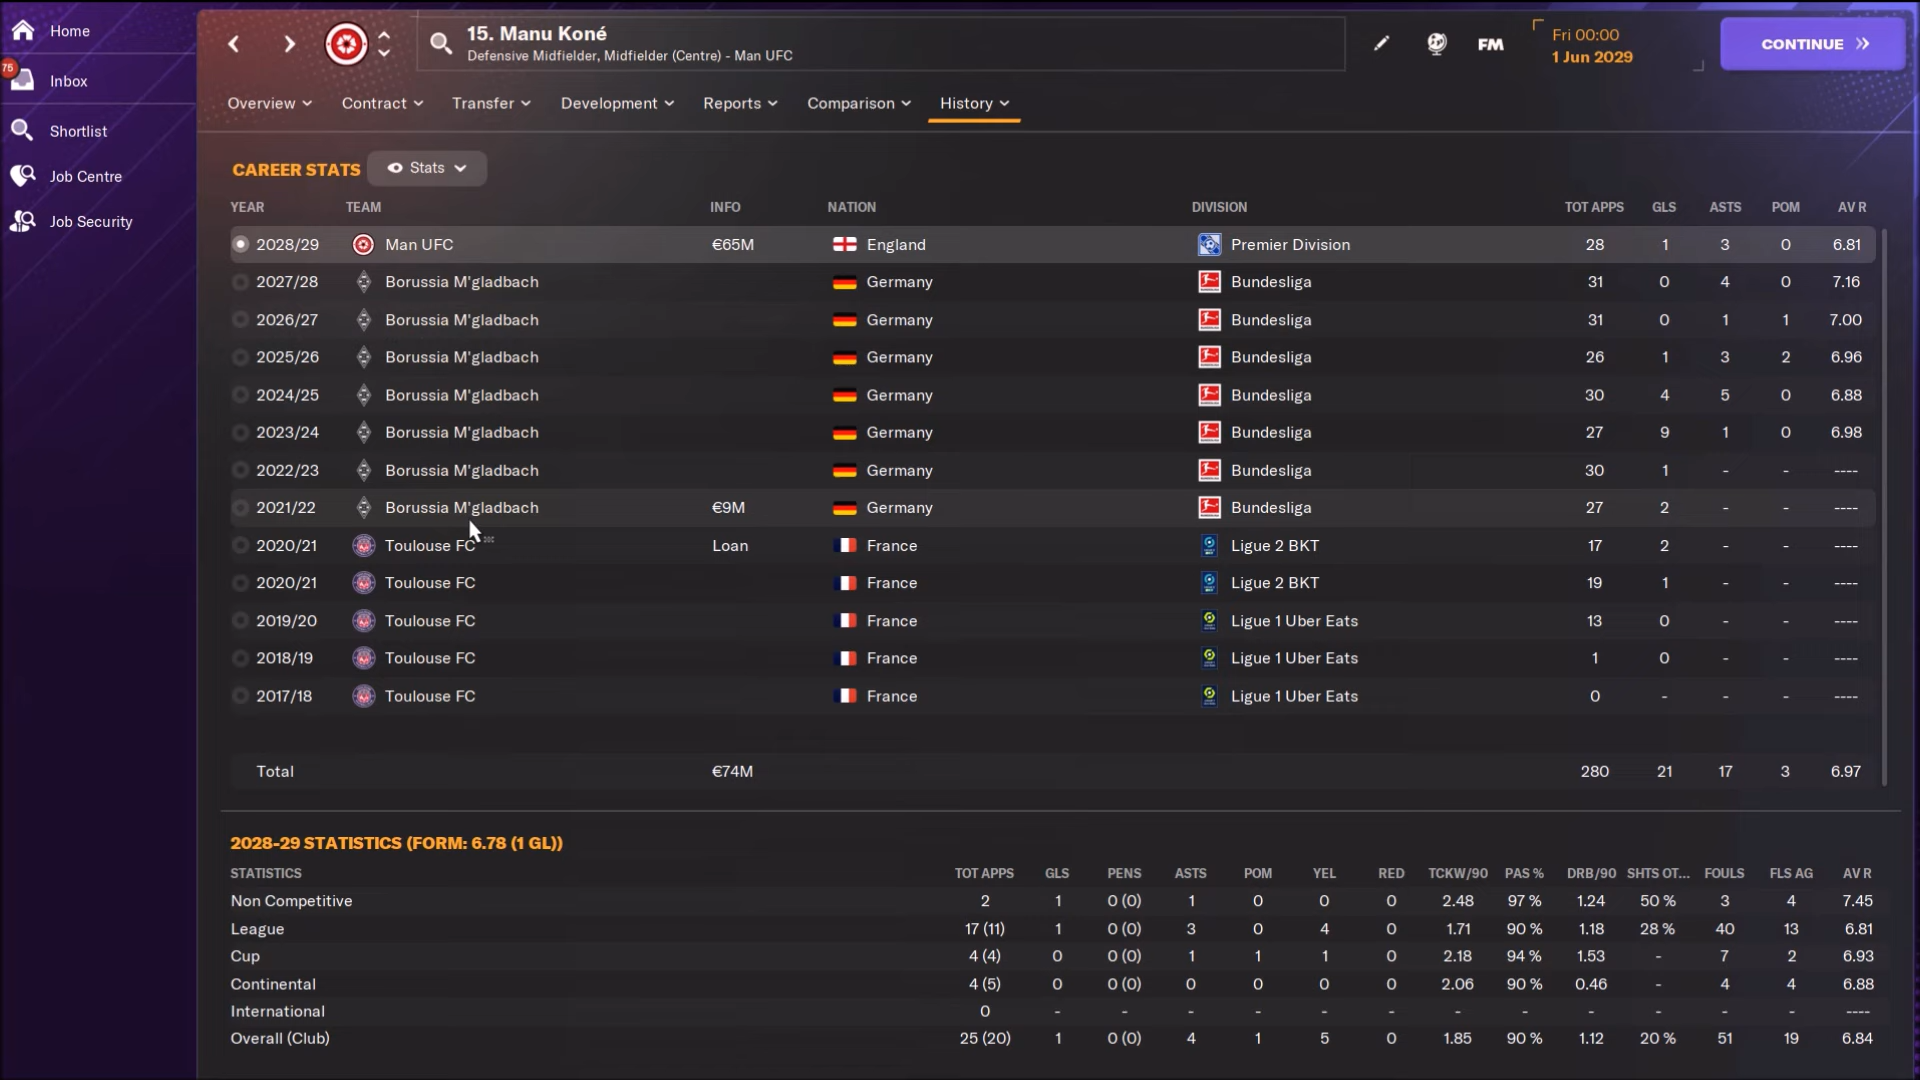 Home
Inbox
75
Shortlist
Job Centre
Job Security
15. Manu Koné
Defensive Midfielder, Midfielder (Centre) - Man UFC
FM
Fri 00:00
1 Jun 2029
CONTINUE
Overview Contract Transfer Development Reports Comparison History
CAREER STATS Stats
YEAR TEAM INFO NATION DIVISION TOT APPS GLS ASTS POM AV R
2028/29 Man UFC €65M England Premier Division 28 1 3 0 6.81
2027/28 Borussia M'gladbach Germany Bundesliga 31 0 4 0 7.16
2026/27 Borussia M'gladbach Germany Bundesliga 31 0 1 1 7.00
2025/26 Borussia M'gladbach Germany Bundesliga 26 1 3 2 6.96
2024/25 Borussia M'gladbach Germany Bundesliga 30 4 5 0 6.88
2023/24 Borussia M'gladbach Germany Bundesliga 27 9 1 0 6.98
2022/23 Borussia M'gladbach Germany Bundesliga 30 1 - - ----
2021/22 Borussia M'gladbach €9M Germany Bundesliga 27 2 - - ----
2020/21 Toulouse FC Loan France Ligue 2 BKT 17 2 - - ----
2020/21 Toulouse FC France Ligue 2 BKT 19 1 - - ----
2019/20 Toulouse FC France Ligue 1 Uber Eats 13 0 - - ----
2018/19 Toulouse FC France Ligue 1 Uber Eats 1 0 - - ----
2017/18 Toulouse FC France Ligue 1 Uber Eats 0 - - - ----
Total €74M 280 21 17 3 6.97
2028-29 STATISTICS (FORM: 6.78 (1 GL))
STATISTICS TOT APPS GLS PENS ASTS POM YEL RED TCKW/90 PAS % DRB/90 SHTS OT... FOULS FLS AG AV R
Non Competitive 2 1 0 (0) 1 0 0 0 2.48 97 % 1.24 50 % 3 4 7.45
League 17 (11) 1 0 (0) 3 0 4 0 1.71 90 % 1.18 28 % 40 13 6.81
Cup 4 (4) 0 0 (0) 1 1 1 0 2.18 94 % 1.53 - 7 2 6.93
Continental 4 (5) 0 0 (0) 0 0 0 0 2.06 90 % 0.46 - 4 4 6.88
International 0 - - - - - - - - - - - - ----
Overall (Club) 25 (20) 1 0 (0) 4 1 5 0 1.85 90 % 1.12 20 % 51 19 6.84